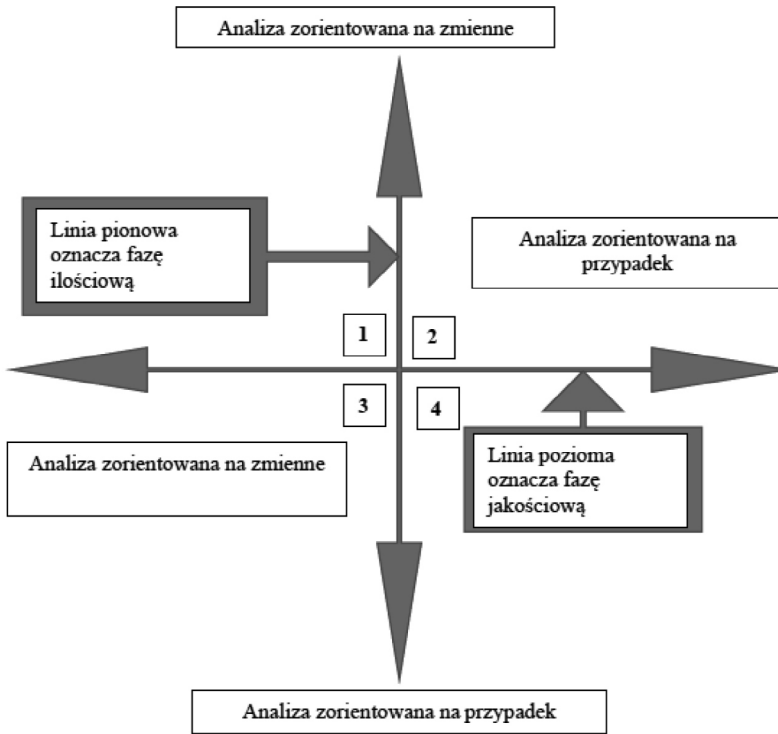 Analiza zorientowana na zmienne
Linia pionowa
oznacza fazę
ilościową
Analiza zorientowana na
przypadek
1
2
3
4
Analiza zorientowana na zmienne
Linia pozioma
oznacza fazę
jakościową
Analiza zorientowana na przypadek